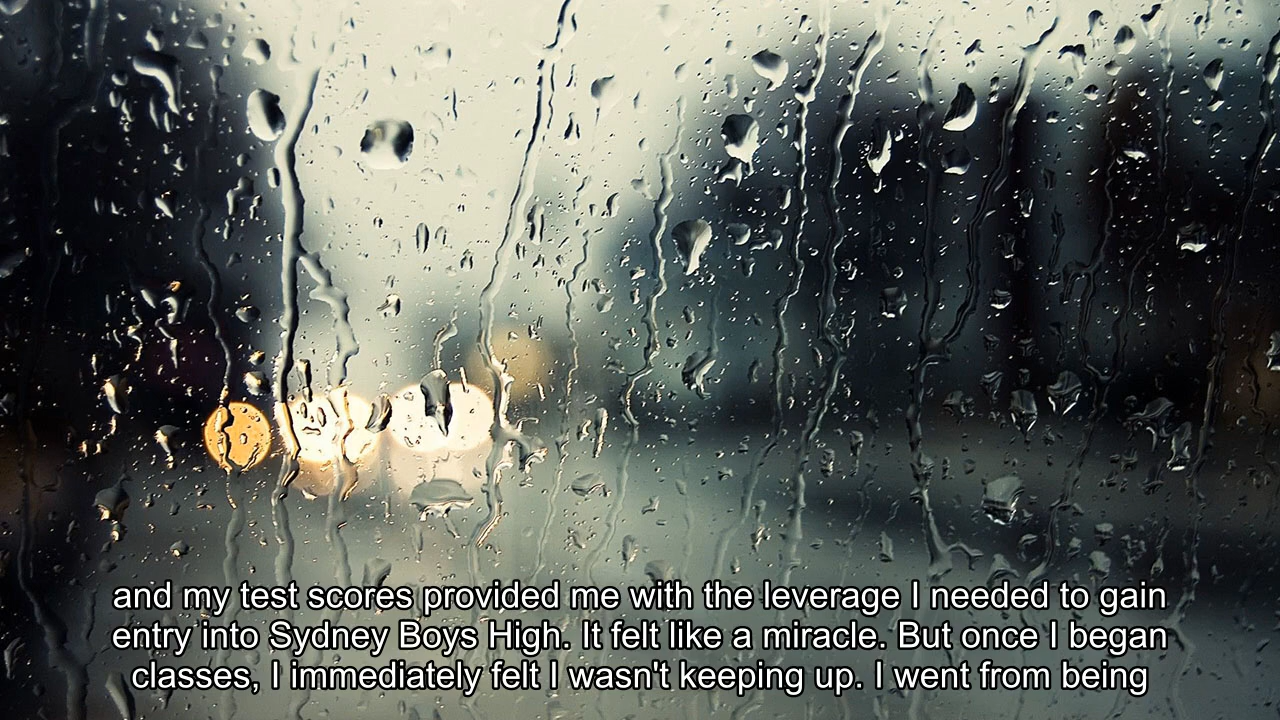 and my test scores provided me with the leverage I needed to gain
entry into Sydney Boys High. It felt like a miracle. But once I began
classes, I immediately felt I wasn't keeping up. I went from being